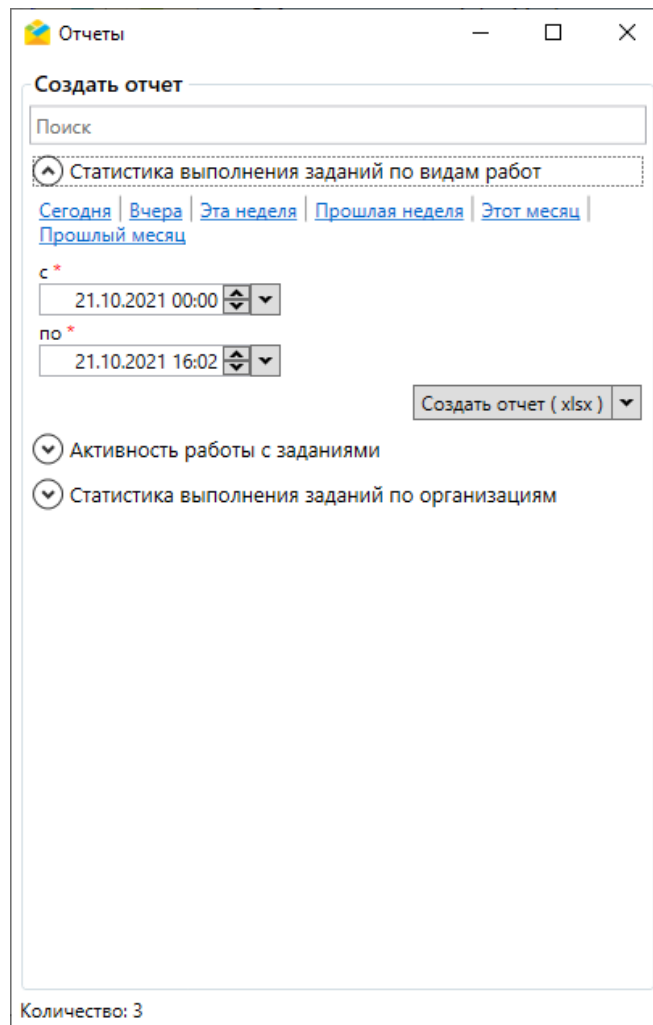 Отчеты
Создать отчет
Поиск
Статистика выполнения заданий по видам работ
Сегодня | Вчера | Эта неделя | Прошлая неделя | Этот месяц |
Прошлый месяц
с *
21.10.2021 00:00
по *
21.10.2021 16:02
Создать отчет ( xlsx )
Активность работы с заданиями
Статистика выполнения заданий по организациям
Количество: 3